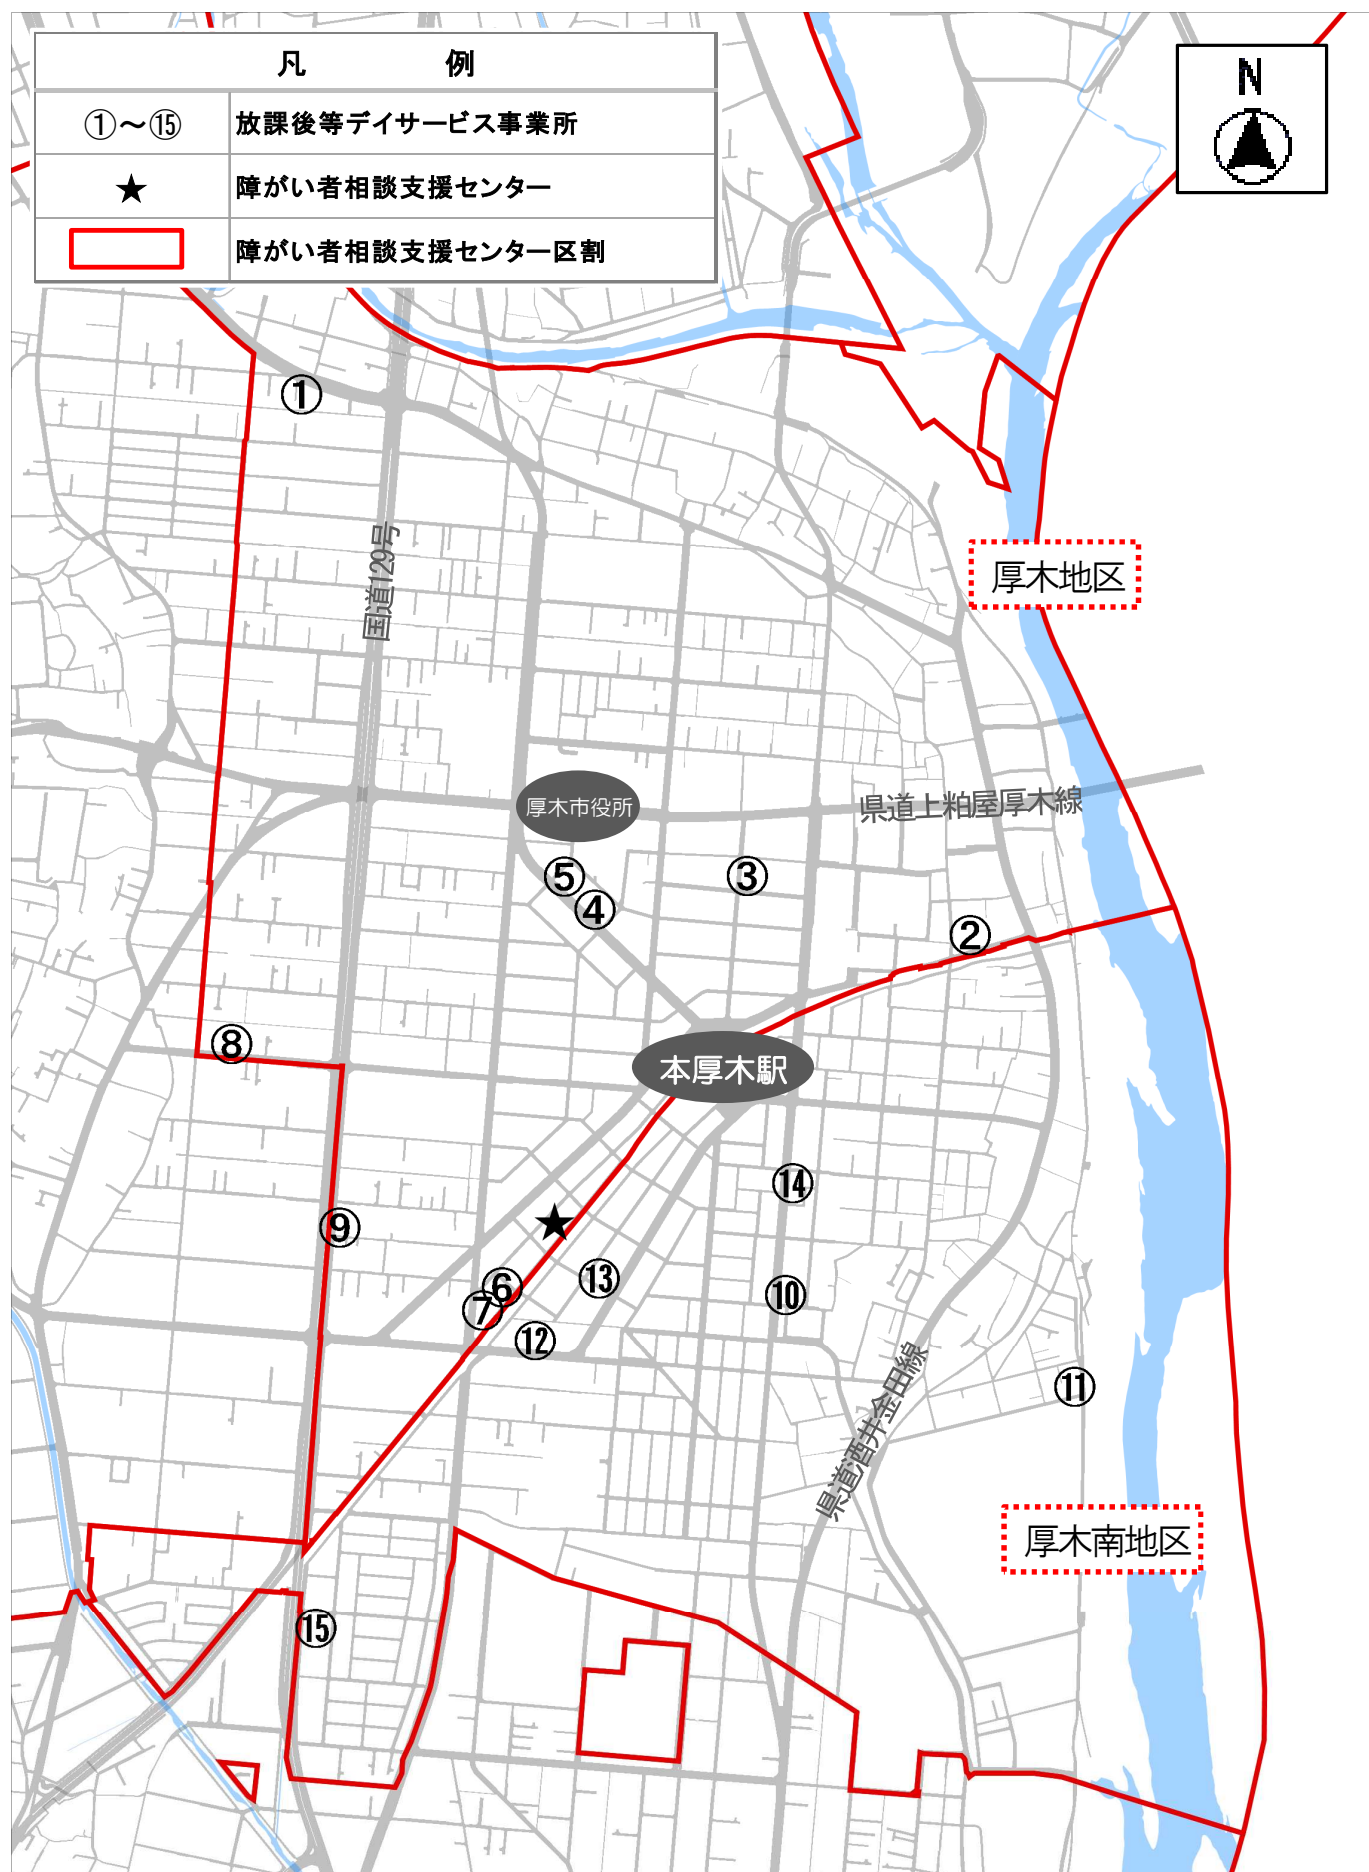 凡　例
①～⑮ 放課後等デイサービス事業所
★ 障がい者相談支援センター
障がい者相談支援センター区割
N
①
国道129号
厚木地区
厚木市役所
県道上粕屋厚木線
⑤
③
④
②
⑧
本厚木駅
⑭
★
⑨
⑬
⑥
⑩
⑦
⑫
⑪
県道酒井金田線
厚木南地区
⑮